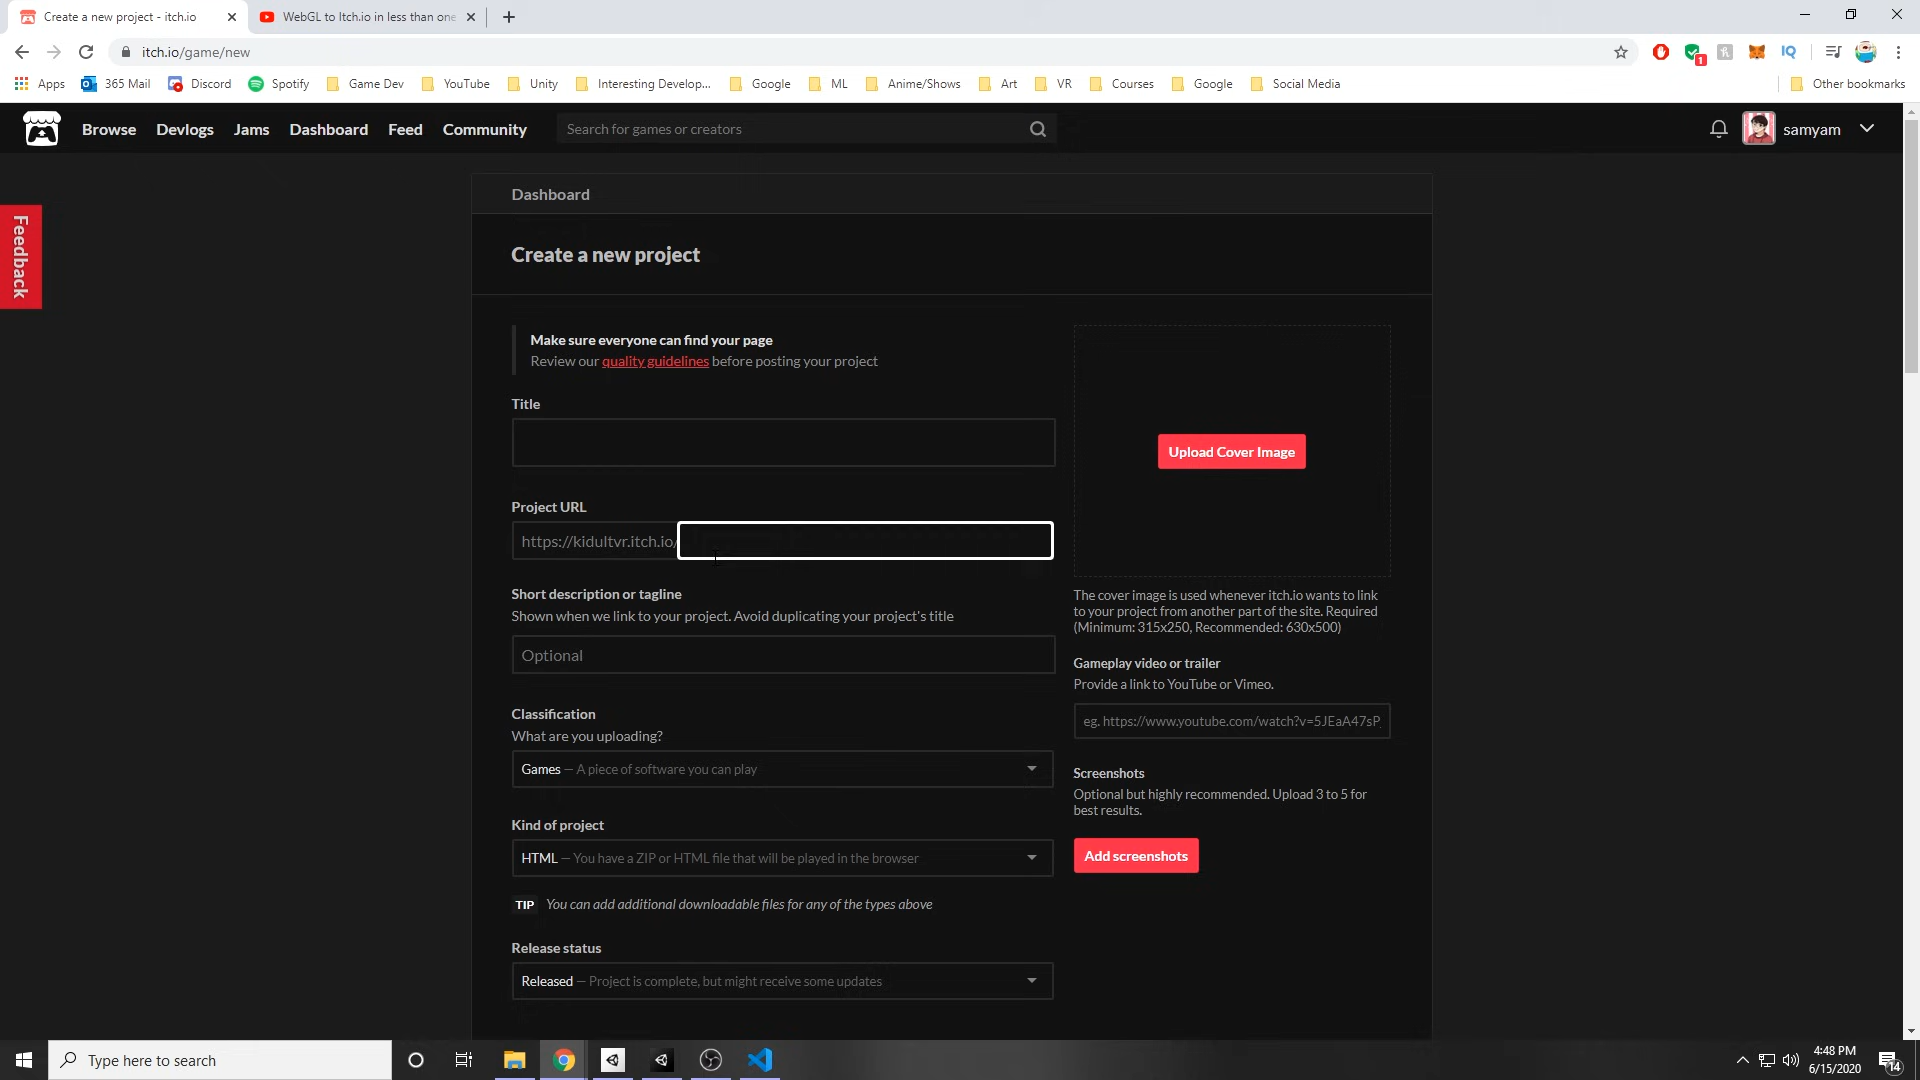 Create a new project - itch.io
WebGL to Itch.io in less than one
itch.io/game/new
1
IQ
Apps
365 Mail
Discord
Spotify
Game Dev
YouTube
Unity
Interesting Develop...
Google
ML
Anime/Shows
Art
VR
Courses
Google
Social Media
Other bookmarks
Browse
Devlogs
Jams
Dashboard
Feed
Community
Search for games or creators
samyam
Feedback
Dashboard
Create a new project
Make sure everyone can find your page
Review our quality guidelines before posting your project
Title
Project URL
https://kidultvr.itch.io/
Short description or tagline
Shown when we link to your project. Avoid duplicating your project's title
Optional
Classification
What are you uploading?
Games — A piece of software you can play
Kind of project
HTML — You have a ZIP or HTML file that will be played in the browser
TIP You can add additional downloadable files for any of the types above
Release status
Released — Project is complete, but might receive some updates
Upload Cover Image
The cover image is used whenever itch.io wants to link
to your project from another part of the site. Required
(Minimum: 315x250, Recommended: 630x500)
Gameplay video or trailer
Provide a link to YouTube or Vimeo.
eg. https://www.youtube.com/watch?v=5JEaA47sP
Screenshots
Optional but highly recommended. Upload 3 to 5 for
best results.
Add screenshots
Type here to search
4:48 PM
6/15/2020
14